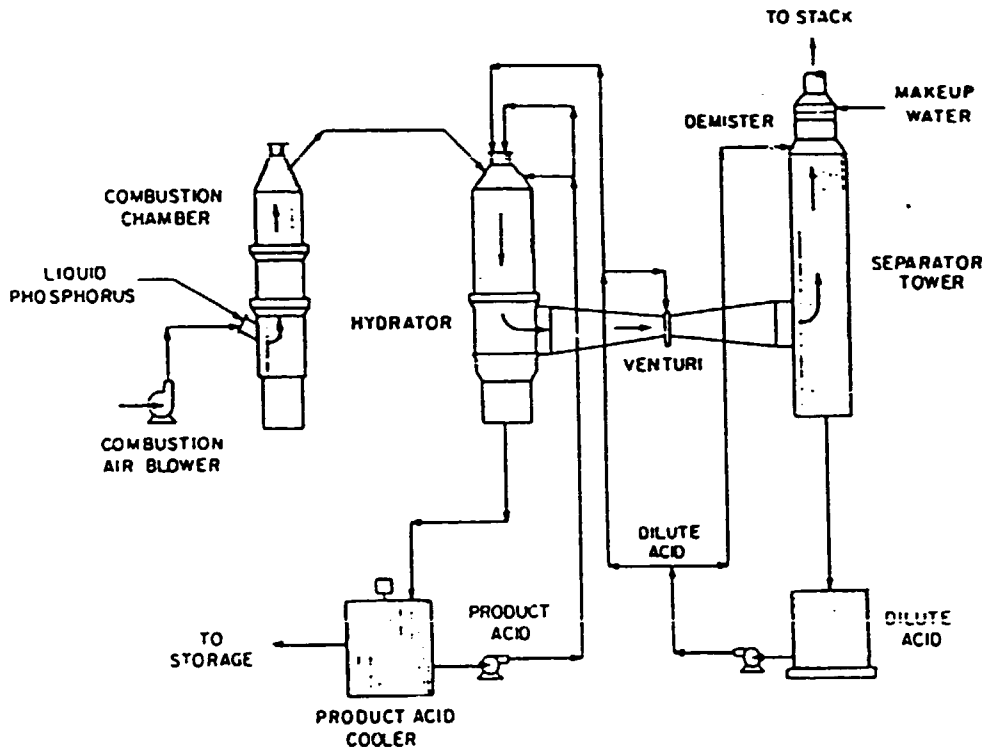 TO STACK
MAKEUP
WATER
DEMISTER
COMBUSTION
CHAMBER
LIQUID
PHOSPHORUS
SEPARATOR
TOWER
HYDRATOR
VENTURI
COMBUSTION
AIR BLOWER
DILUTE
ACID
PRODUCT
ACID
DILUTE
ACID
TO
STORAGE
PRODUCT ACID
COOLER